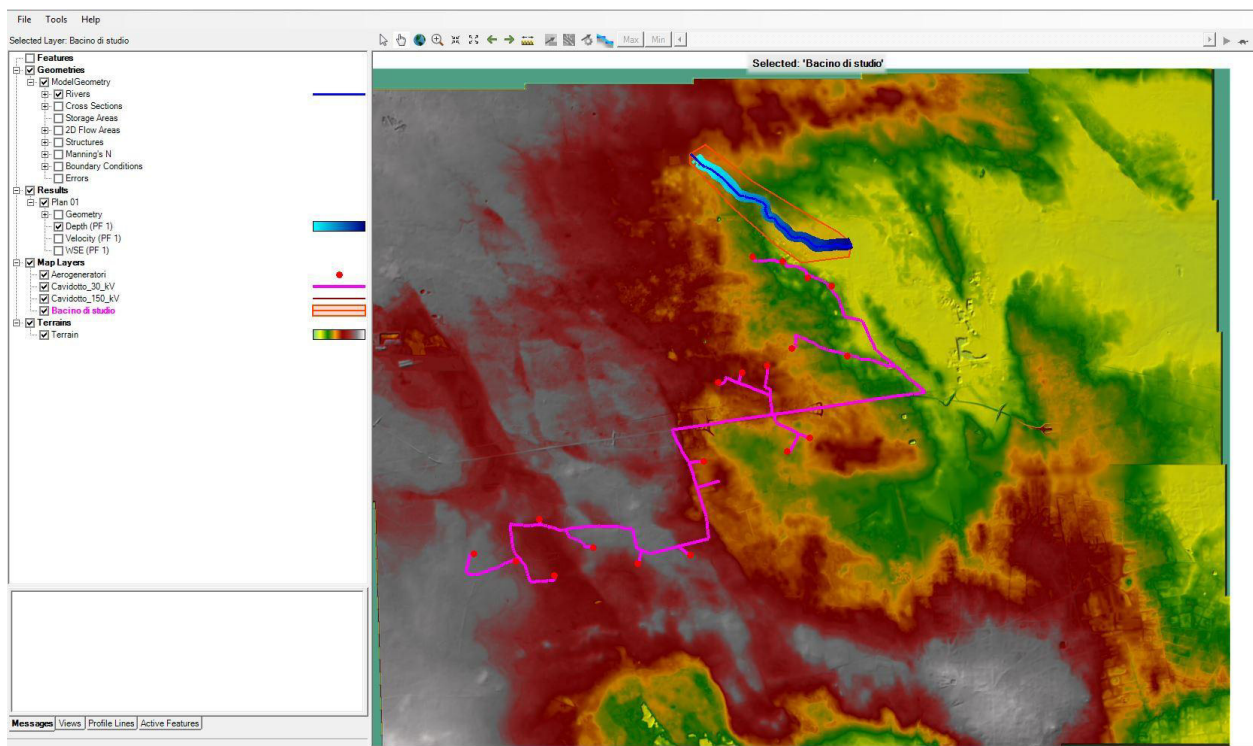 File Tools Help
Selected Layer: Bacino di studio
Max Min
Selected: 'Bacino di studio'
Features
Geometries
ModelGeometry
Rivers
Cross Sections
Storage Areas
2D Flow Areas
Structures
Manning's N
Boundary Conditions
Errors
Results
Plan 01
Geometry
Depth (PF 1)
Velocity (PF 1)
WSE (PF 1)
Map Layers
Aerogeneratori
Cavidotto_30_kV
Cavidotto_150_kV
Bacino di studio
Terrains
Terrain
Messages Views Profile Lines Active Features